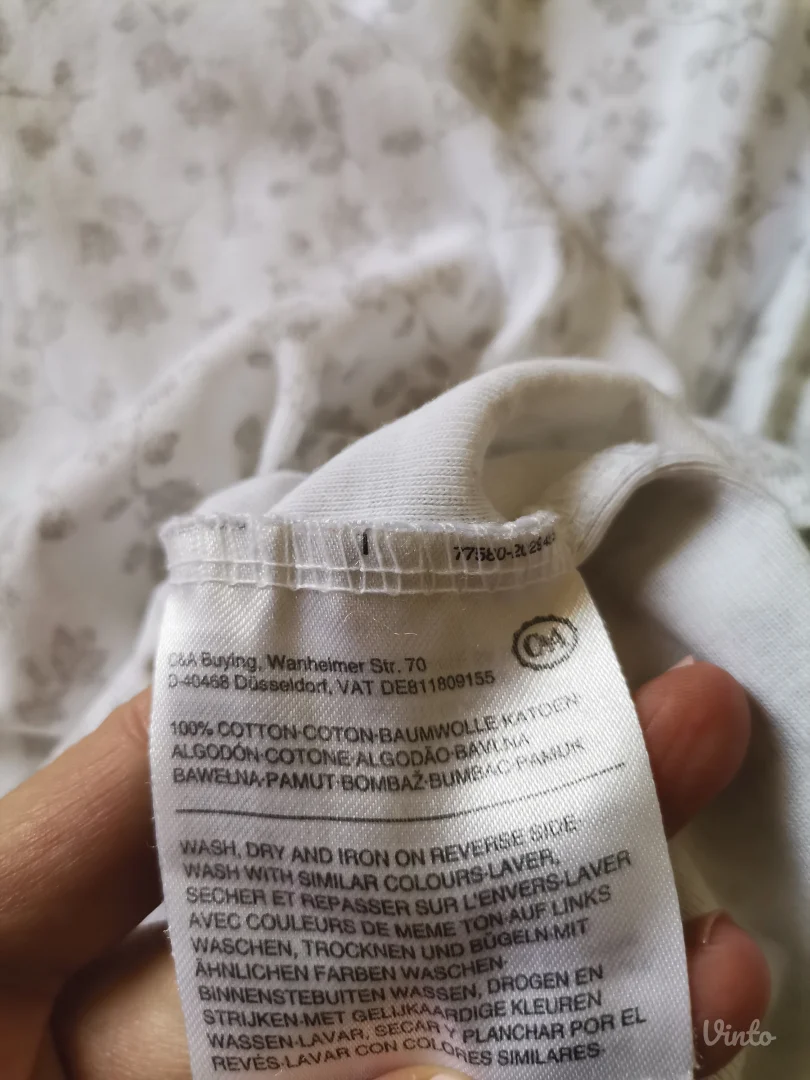 C&A
C&A Buying, Wanheimer Str. 70
D-40468 Düsseldorf, VAT DE811809155
100% COTTON·COTON·BAUMWOLLE·KATOEN·
ALGODÓN·COTONE·ALGODÃO·BAVLNA·
BAWEŁNA·PAMUT·BOMBAŽ·BUMBAC·PAMUK
WASH, DRY AND IRON ON REVERSE SIDE·
WASH WITH SIMILAR COLOURS·LAVER,
SECHER ET REPASSER SUR L'ENVERS·LAVER
AVEC COULEURS DE MEME TON·AUF LINKS
WASCHEN, TROCKNEN UND BÜGELN·MIT
ÄHNLICHEN FARBEN WASCHEN·
BINNENSTEBUITEN WASSEN, DROGEN EN
STRIJKEN·MET GELIJKAARDIGE KLEUREN
WASSEN·LAVAR, SECAR Y PLANCHAR POR EL
REVÉS·LAVAR CON COLORES SIMILARES·
Vinto